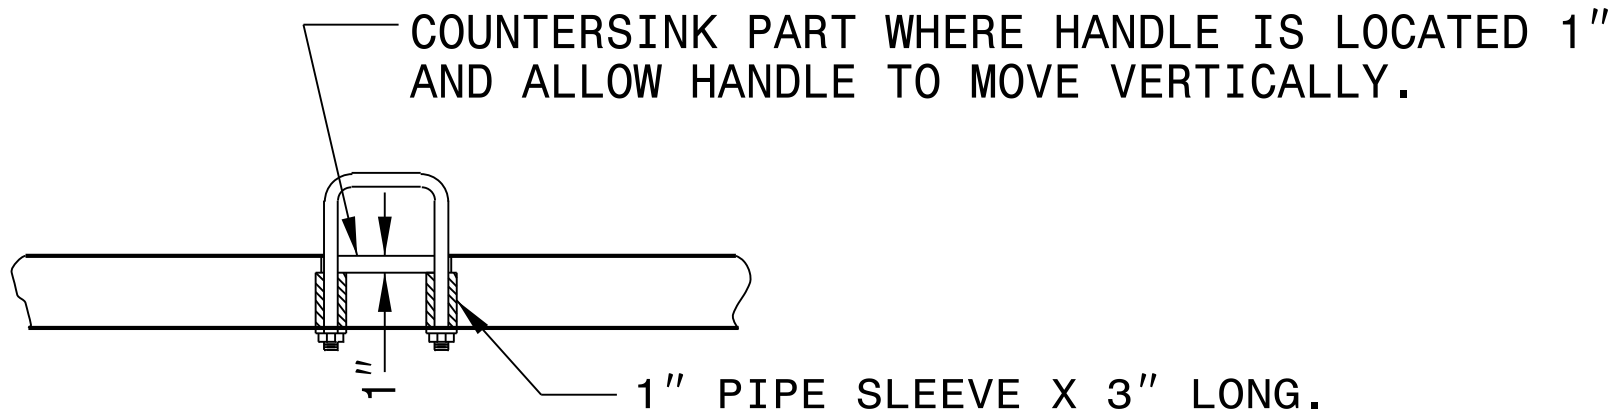 COUNTERSINK PART WHERE HANDLE IS LOCATED 1"
AND ALLOW HANDLE TO MOVE VERTICALLY.
1"
1" PIPE SLEEVE X 3" LONG.